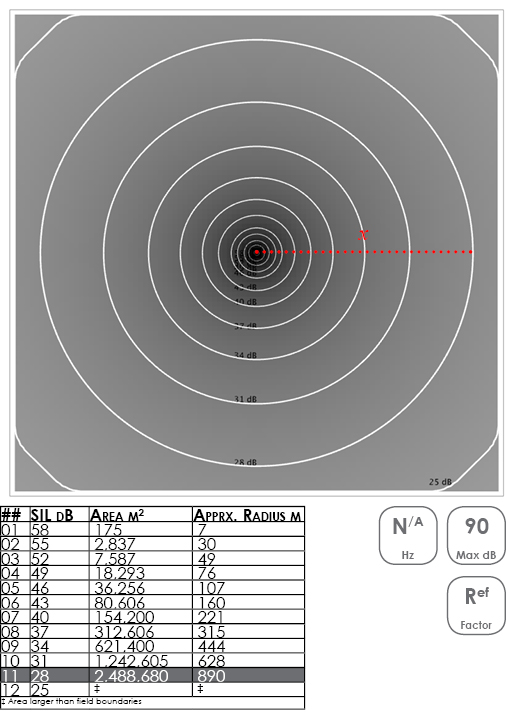 X
40 dB
37 dB
34 dB
31 dB
28 dB
25 dB
## SIL dB Area m² Apprx. Radius m
01 58 175 7
02 55 2.837 30
03 52 7.587 49
04 49 18.293 76
05 46 36.256 107
06 43 80.606 160
07 40 154.200 221
08 37 312.606 315
09 34 621.400 444
10 31 1.242.605 628
11 28 2.488.680 890
12 25 ‡ ‡
‡ Area larger than field boundaries
N/A
Hz
90
Max dB
Ref
Factor